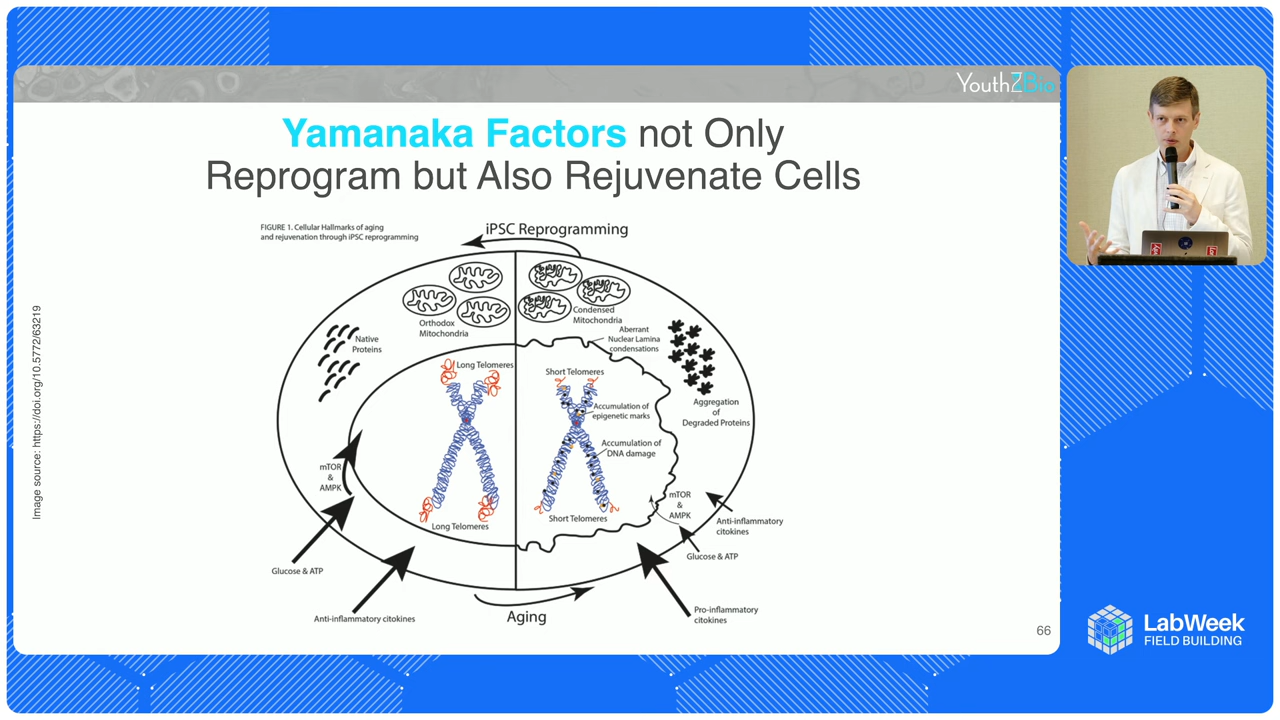 YouthZBio
Yamanaka Factors not Only
Reprogram but Also Rejuvenate Cells
FIGURE 1. Cellular Hallmarks of aging
and rejuvenation through iPSC reprogramming
iPSC Reprogramming
Image source: https://doi.org/10.5772/63219
Orthodox
Mitochondria
Condensed
Mitochondria
Native
Proteins
Aberrant
Nuclear Lamina
condensations
Long Telomeres
Short Telomeres
Accumulation of
epigenetic marks
Aggregation
of
Degraded Proteins
Accumulation of
DNA damage
mTOR
&
AMPK
mTOR
&
AMPK
Long Telomeres
Short Telomeres
Anti-inflammatory
citokines
Glucose & ATP
Glucose & ATP
Anti-inflammatory citokines
Aging
Pro-inflammatory
citokines
66
LabWeek
FIELD BUILDING